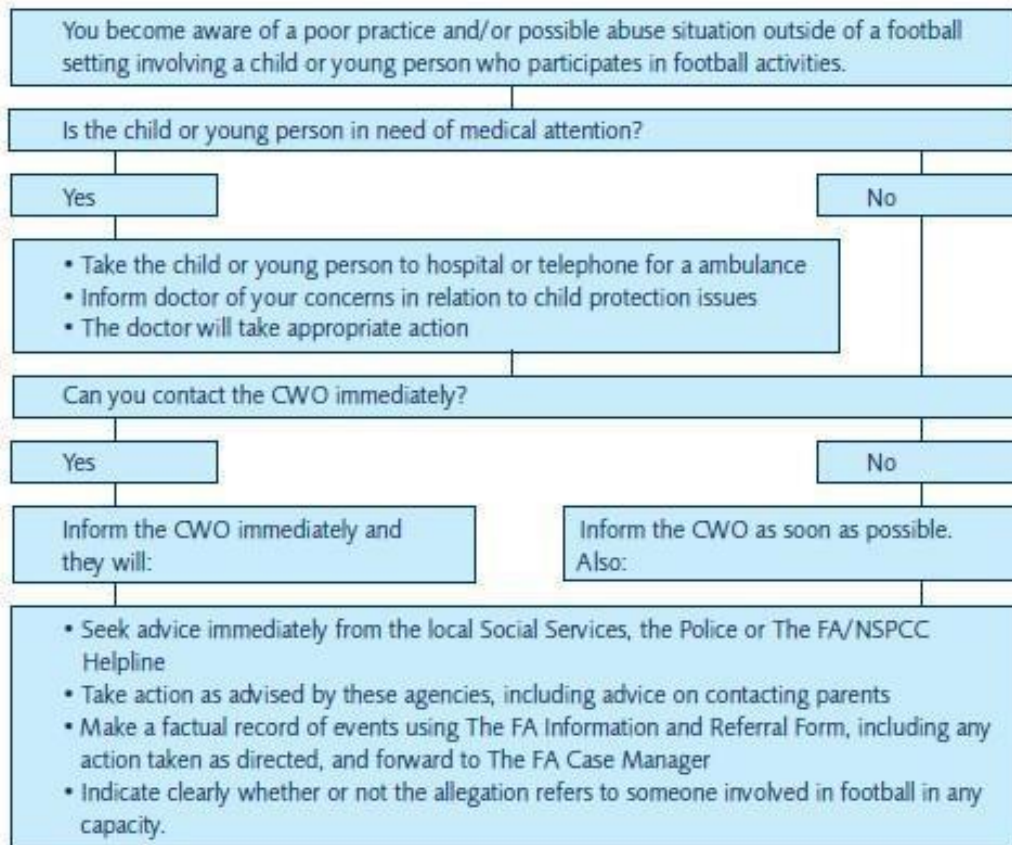 You become aware of a poor practice and/or possible abuse situation outside of a football
setting involving a child or young person who participates in football activities.
Is the child or young person in need of medical attention?
Yes
No
• Take the child or young person to hospital or telephone for a ambulance
• Inform doctor of your concerns in relation to child protection issues
• The doctor will take appropriate action
Can you contact the CWO immediately?
Yes
No
Inform the CWO immediately and
they will:
Inform the CWO as soon as possible.
Also:
• Seek advice immediately from the local Social Services, the Police or The FA/NSPCC
Helpline
• Take action as advised by these agencies, including advice on contacting parents
• Make a factual record of events using The FA Information and Referral Form, including any
action taken as directed, and forward to The FA Case Manager
• Indicate clearly whether or not the allegation refers to someone involved in football in any
capacity.